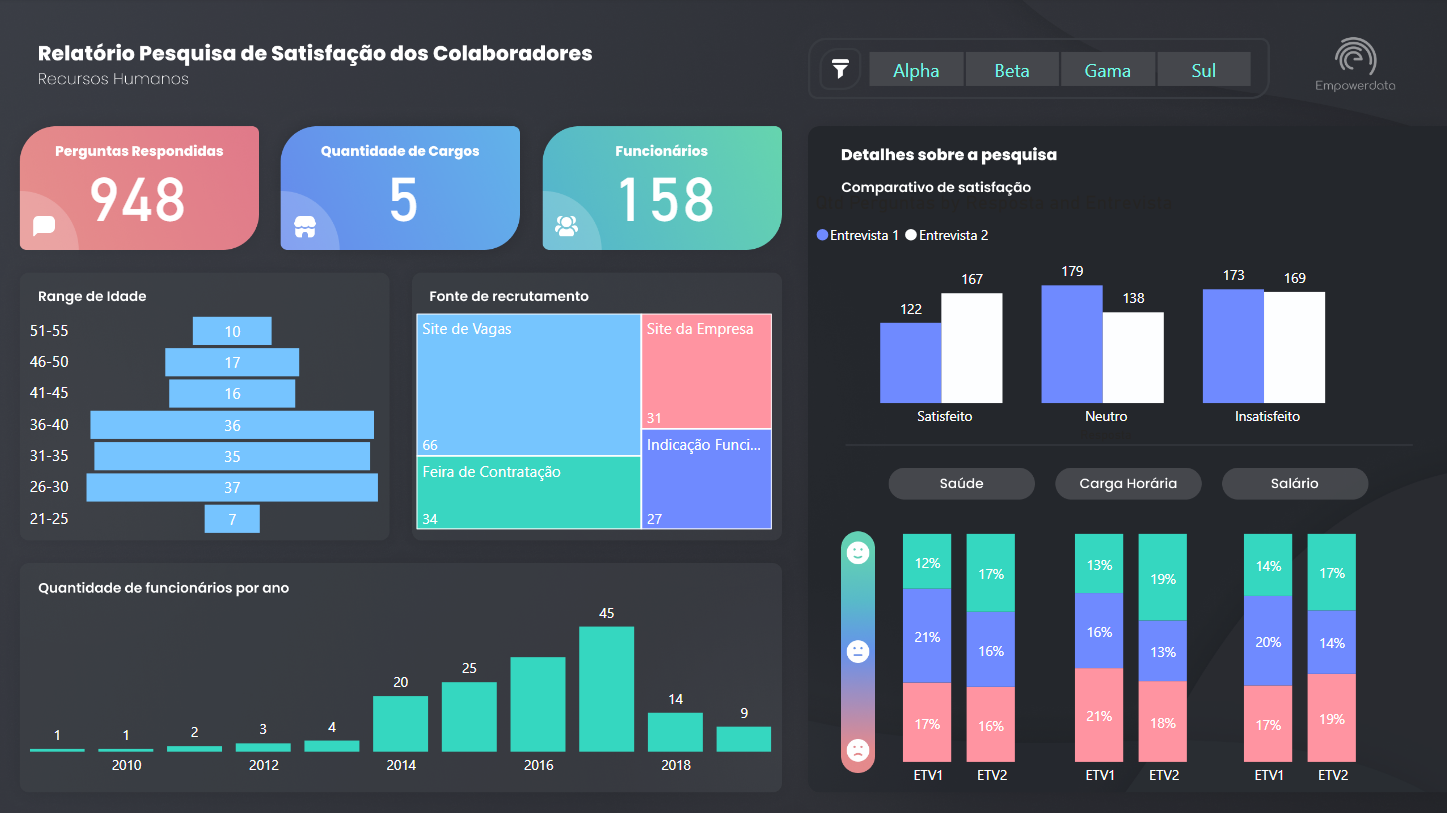 Relatório Pesquisa de Satisfação dos Colaboradores
Recursos Humanos
Alpha Beta Gama Sul
Empowerdata
Perguntas Respondidas
948
Quantidade de Cargos
5
Funcionários
158
Range de Idade
51-55 10
46-50 17
41-45 16
36-40 36
31-35 35
26-30 37
21-25 7
Fonte de recrutamento
Site de Vagas
66
Feira de Contratação
34
Site da Empresa
31
Indicação Funci...
27
Quantidade de funcionários por ano
1 1 2 3 4 20 25 45 14 9
2010 2012 2014 2016 2018
Detalhes sobre a pesquisa
Comparativo de satisfação
Entrevista 1 Entrevista 2
122 167 179 138 173 169
Satisfeito Neutro Insatisfeito
Saúde Carga Horária Salário
12% 17% 13% 19% 14% 17%
21% 16% 16% 13% 20% 14%
17% 16% 21% 18% 17% 19%
ETV1 ETV2 ETV1 ETV2 ETV1 ETV2